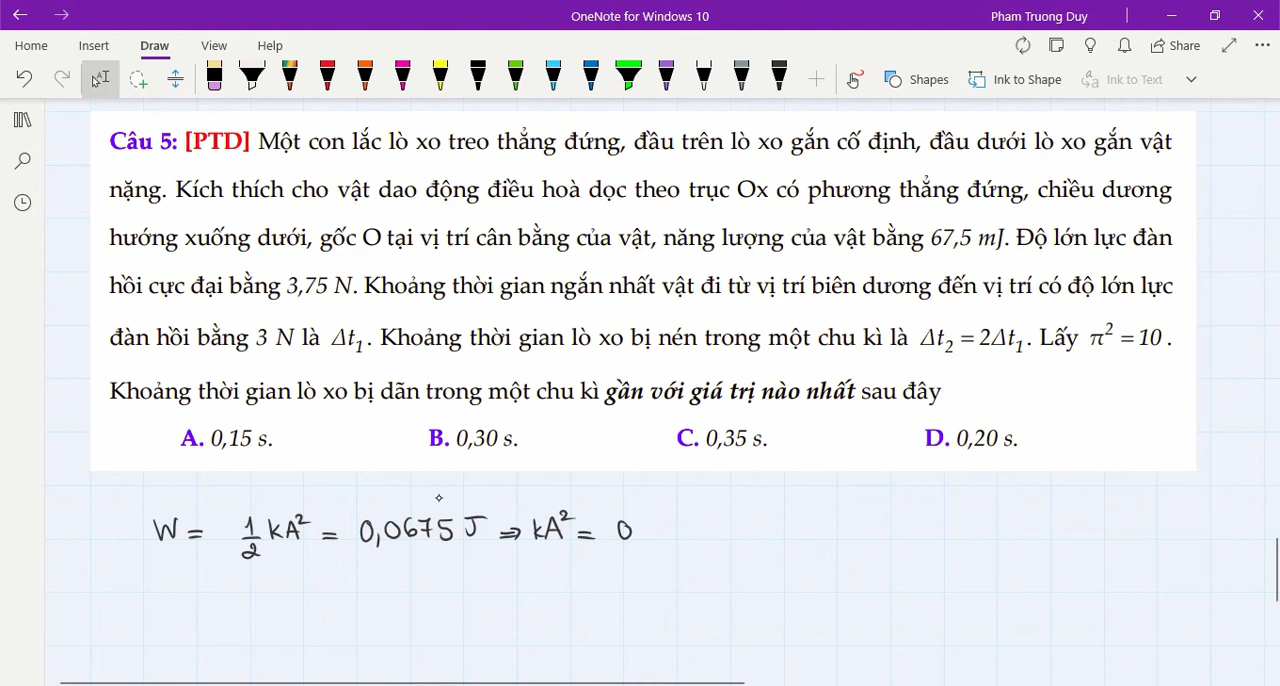 OneNote for Windows 10
Pham Truong Duy
Home Insert Draw View Help
Share
Shapes Ink to Shape Ink to Text
Câu 5: [PTD] Một con lắc lò xo treo thẳng đứng, đầu trên lò xo gắn cố định, đầu dưới lò xo gắn vật
nặng. Kích thích cho vật dao động điều hoà dọc theo trục Ox có phương thẳng đứng, chiều dương
hướng xuống dưới, gốc O tại vị trí cân bằng của vật, năng lượng của vật bằng 67,5 mJ. Độ lớn lực đàn
hồi cực đại bằng 3,75 N. Khoảng thời gian ngắn nhất vật đi từ vị trí biên dương đến vị trí có độ lớn lực
đàn hồi bằng 3 N là Δt₁. Khoảng thời gian lò xo bị nén trong một chu kì là Δt₂ = 2Δt₁. Lấy π² = 10.
Khoảng thời gian lò xo bị dãn trong một chu kì gần với giá trị nào nhất sau đây
A. 0,15 s. B. 0,30 s. C. 0,35 s. D. 0,20 s.
W = 1/2 kA² = 0,0675 J ⇒ kA² = 0